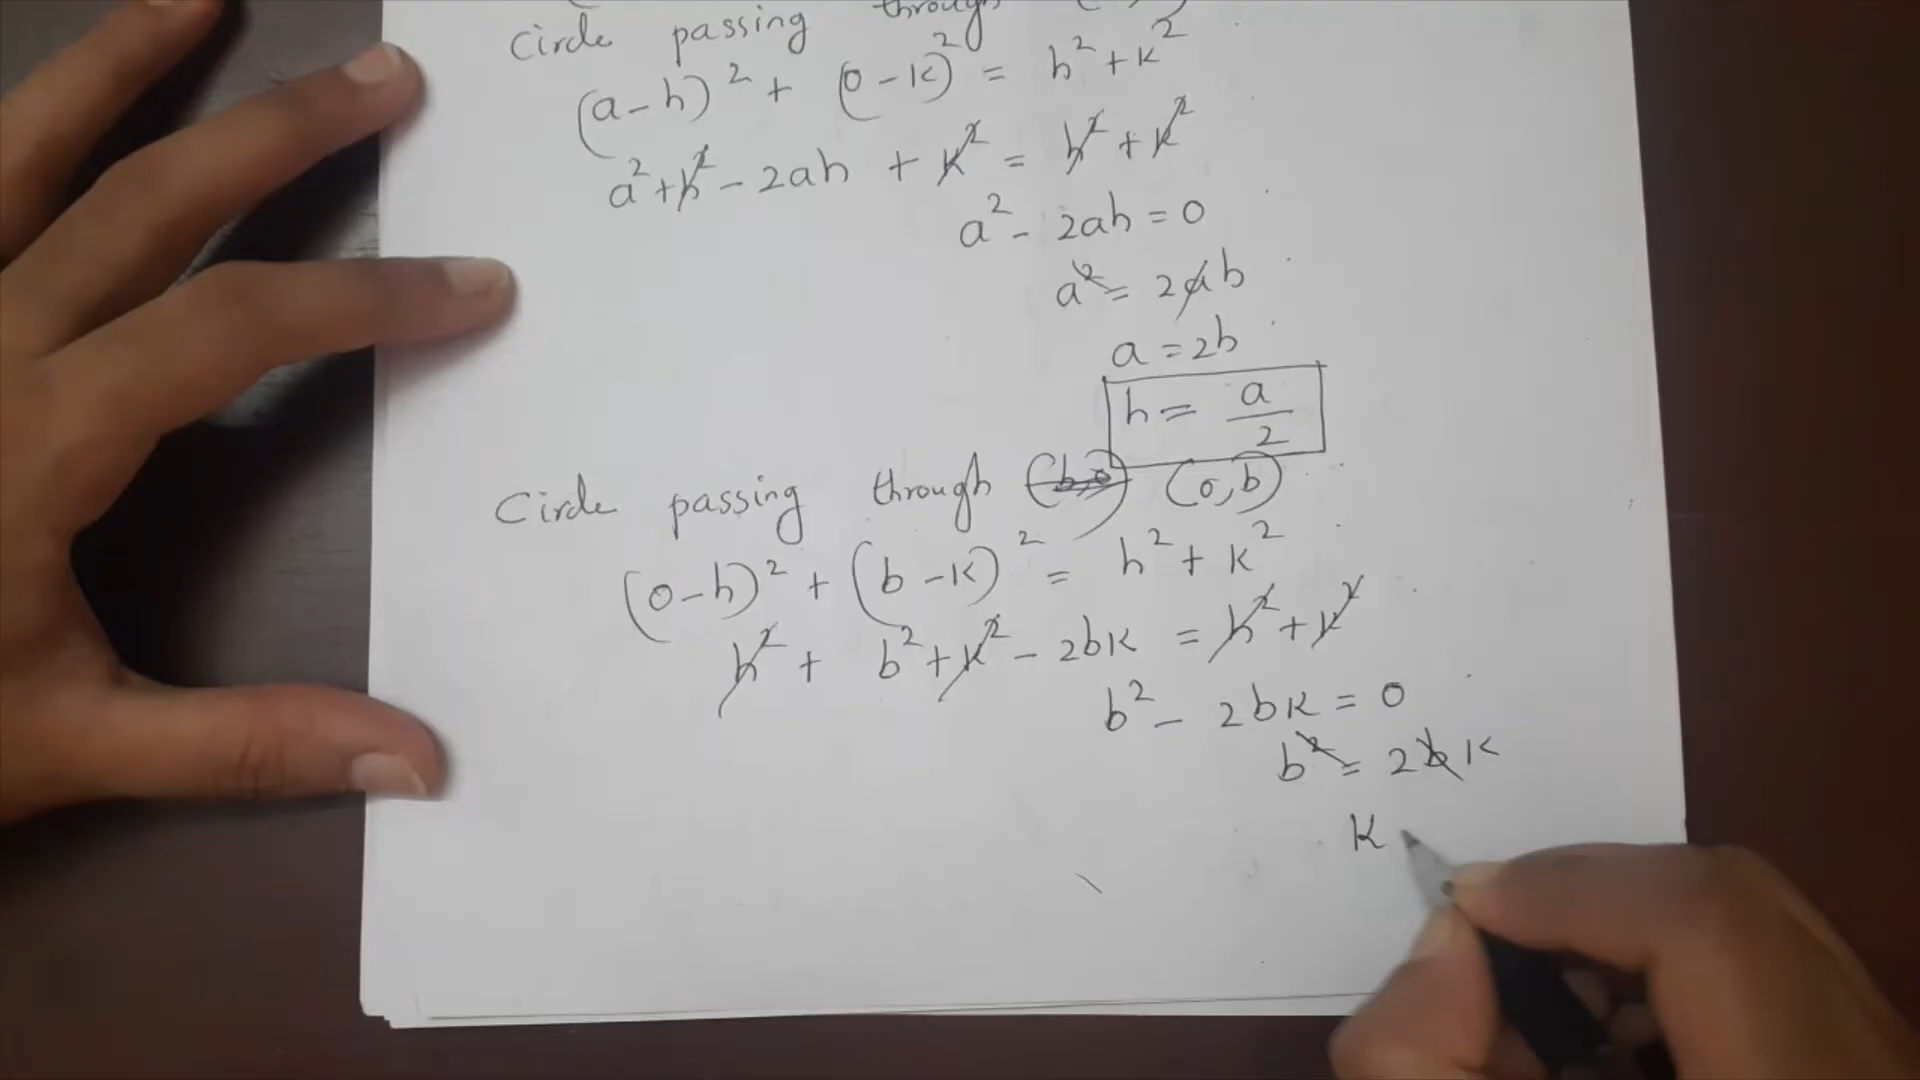 Circle passing through
(a-h)² + (0-k)² = h²+k²
a²+h²-2ah + k² = h²+k²
a²- 2ah = 0
a² = 2ah
a = 2h
h = a/2
Circle passing through (b,0) (0,b)
(0-h)² + (b-k)² = h²+k²
h² + b²+k²-2bk = h²+k²
b²- 2bk = 0
b² = 2bk
k